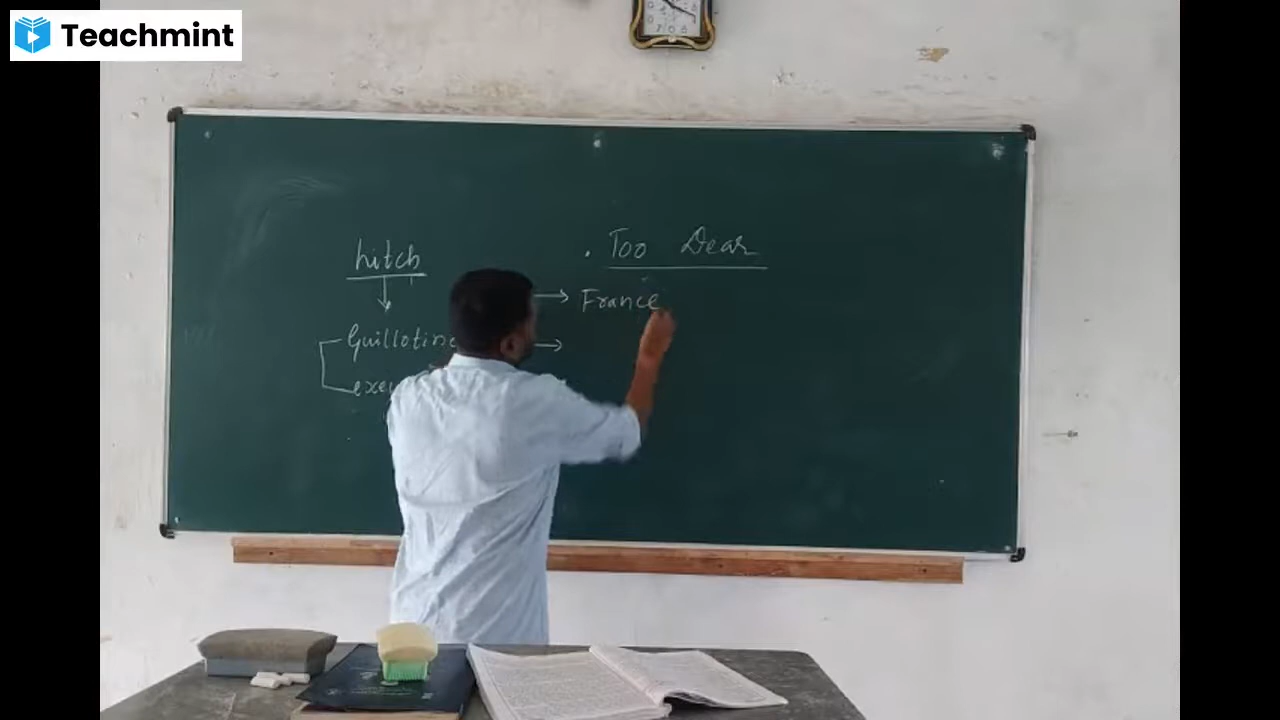 Teachmint
. Too Dear
hitch
→ France
Guillotine
→